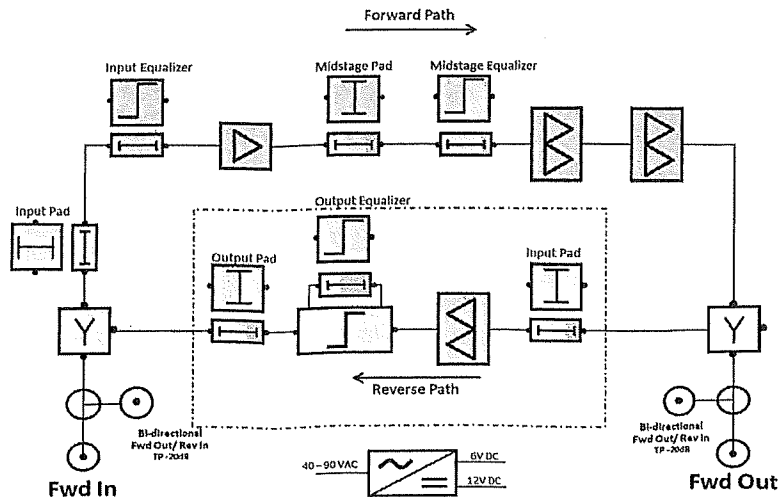 Forward Path
Input Equalizer
Midstage Pad
Midstage Equalizer
Input Pad
Output Equalizer
Output Pad
Input Pad
Y
Y
Reverse Path
Bi-directional
Fwd Out/ Rev In
TP -20dB
Bi-directional
Fwd Out/ Rev In
TP -20dB
Fwd In
40 – 90 VAC
6V DC
12V DC
Fwd Out